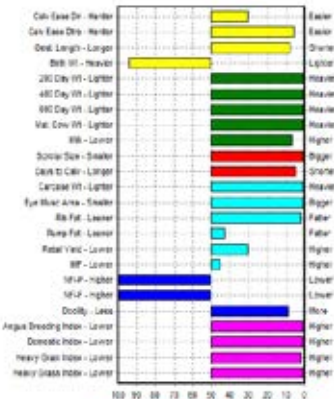 Calv Ease Dir - Harder Easier
Calv Ease Dtrs - Harder Easier
Gest. Length - Longer Shorter
Birth Wt - Heavier Lighter
200 Day Wt - Lighter Heavier
400 Day Wt - Lighter Heavier
600 Day Wt - Lighter Heavier
Mat. Cow Wt - Lighter Heavier
Milk - Lower Higher
Scrotal Size - Smaller Bigger
Days to Calv - Longer Shorter
Carcase Wt - Lighter Heavier
Eye Musc Area - Smaller Bigger
Rib Fat - Leaner Fatter
Rump Fat - Leaner Fatter
Retail Yield - Lower Higher
IMF - Lower Higher
NFI-P - Higher Lower
NFI-F - Higher Lower
Docility - Less More
Angus Breeding Index - Lower Higher
Domestic Index - Lower Higher
Heavy Grain Index - Lower Higher
Heavy Grass Index - Lower Higher
100 90 80 70 60 50 40 30 20 10 0